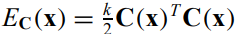 E_C(x) = k/2 C(x)^T C(x)